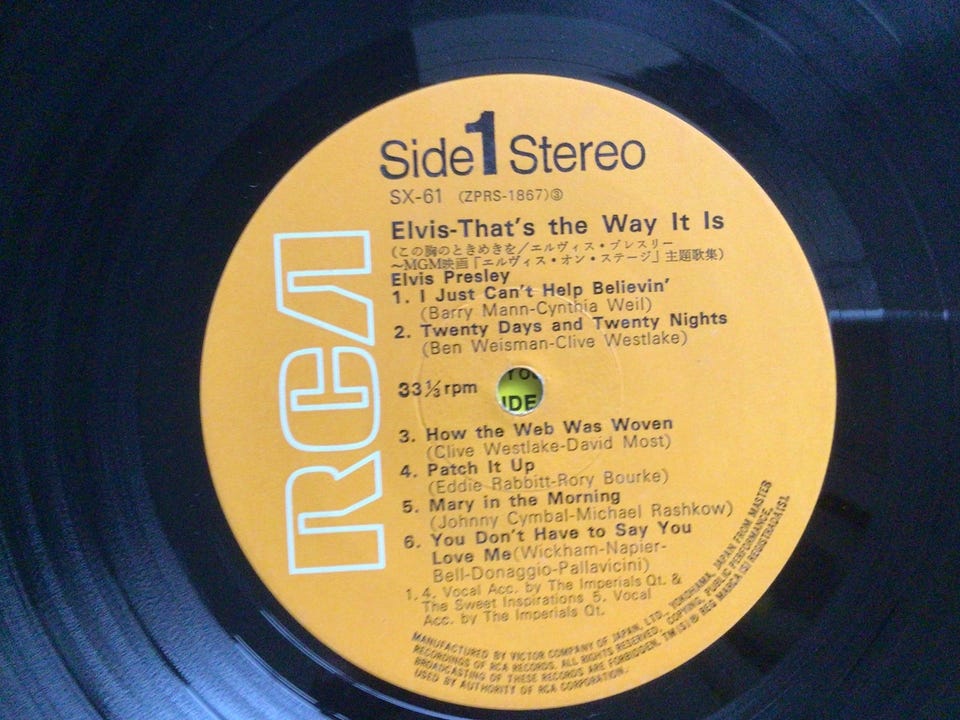 Side 1 Stereo
SX-61 (ZPRS-1867)③
Elvis-That's the Way It Is
(この胸のときめきを/エルヴィス・プレスリー
〜MGM映画「エルヴィス・オン・ステージ」主題歌集)
Elvis Presley
1. I Just Can't Help Believin'
(Barry Mann-Cynthia Weil)
2. Twenty Days and Twenty Nights
(Ben Weisman-Clive Westlake)
33 1/3 rpm
YOU
IDE
3. How the Web Was Woven
(Clive Westlake-David Most)
4. Patch It Up
(Eddie Rabbitt-Rory Bourke)
5. Mary in the Morning
(Johnny Cymbal-Michael Rashkow)
6. You Don't Have to Say You
Love Me(Wickham-Napier-
Bell-Donaggio-Pallavicini)
1.4. Vocal Acc. by The Imperials Qt. &
The Sweet Inspirations 5. Vocal
Acc. by The Imperials Qt.
RCA
MANUFACTURED BY VICTOR COMPANY OF JAPAN, LTD., YOKOHAMA, JAPAN FROM MASTER
RECORDINGS OF RCA RECORDS. ALL RIGHTS RESERVED., COPYING, PUBLIC PERFORMANCE,
BROADCASTING OF THESE RECORDS ARE FORBIDDEN. TM(S)® REG MARCA(S) REGISTRADA(S).
USED BY AUTHORITY OF RCA CORPORATION.